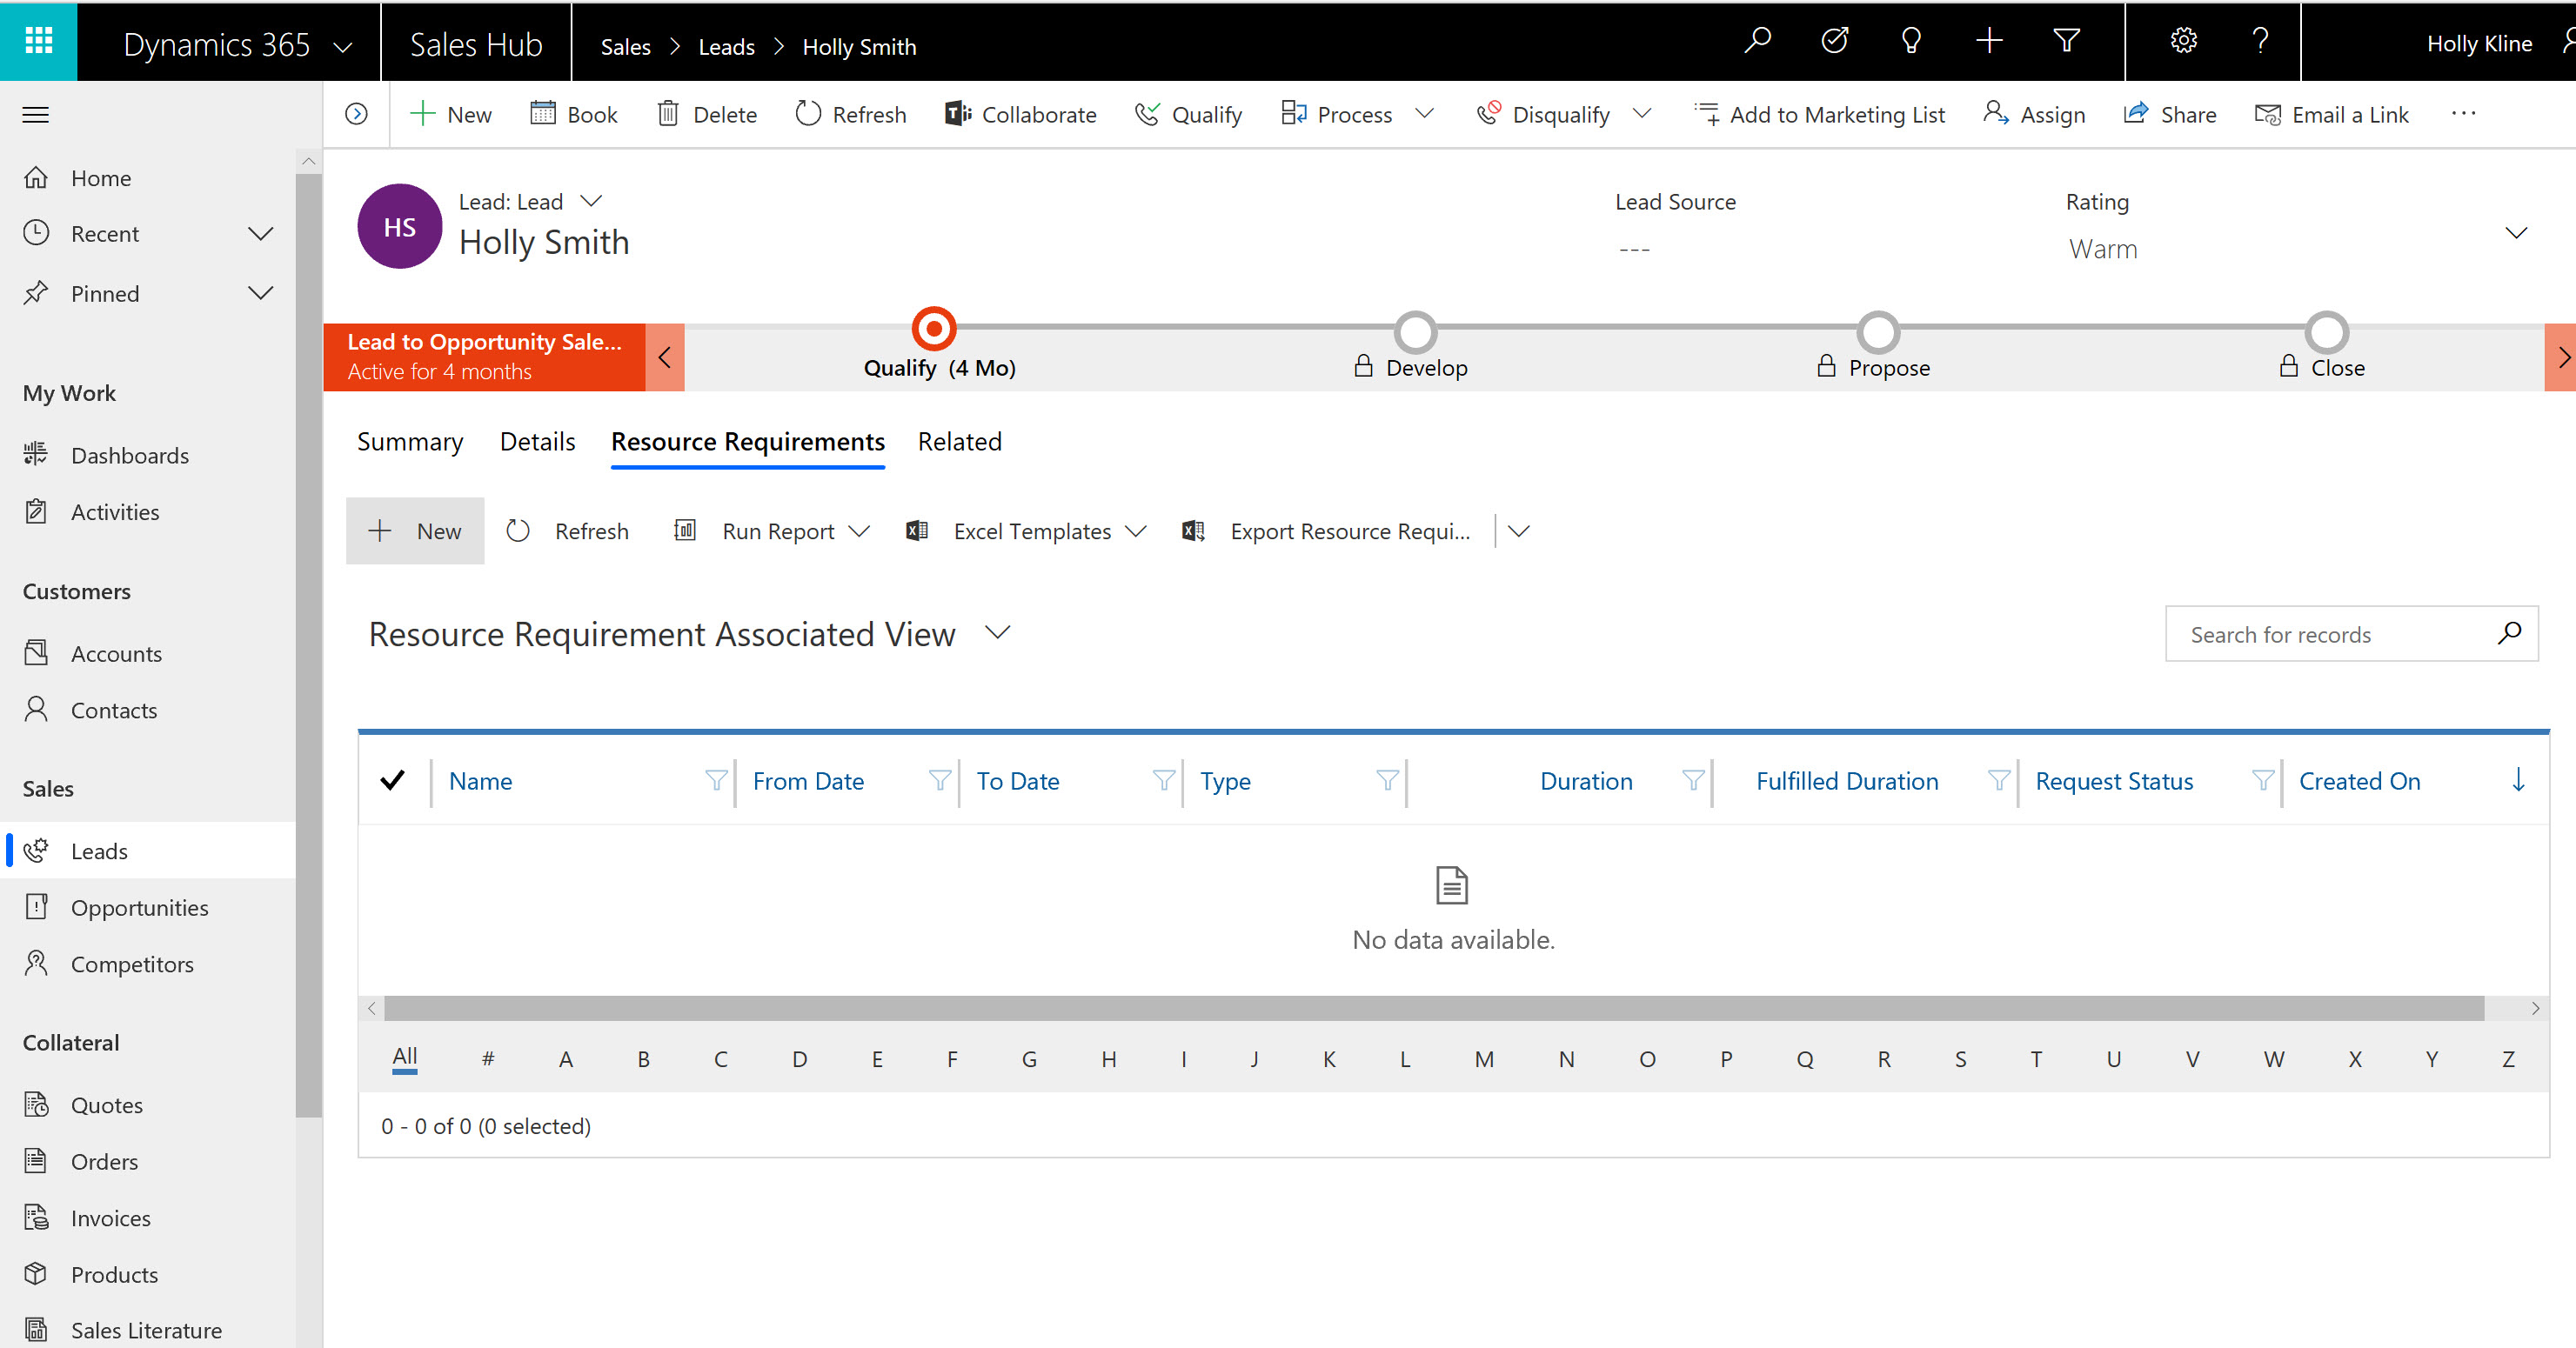 Dynamics 365
Sales Hub
Sales > Leads > Holly Smith
Holly Kline
New
Book
Delete
Refresh
Collaborate
Qualify
Process
Disqualify
Add to Marketing List
Assign
Share
Email a Link
Home
Recent
Pinned
My Work
Dashboards
Activities
Customers
Accounts
Contacts
Sales
Leads
Opportunities
Competitors
Collateral
Quotes
Orders
Invoices
Products
Sales Literature
HS
Lead: Lead
Holly Smith
Lead Source
---
Rating
Warm
Lead to Opportunity Sale...
Active for 4 months
Qualify (4 Mo)
Develop
Propose
Close
Summary
Details
Resource Requirements
Related
New
Refresh
Run Report
Excel Templates
Export Resource Requi...
Resource Requirement Associated View
Search for records
Name
From Date
To Date
Type
Duration
Fulfilled Duration
Request Status
Created On
No data available.
All # A B C D E F G H I J K L M N O P Q R S T U V W X Y Z
0 - 0 of 0 (0 selected)